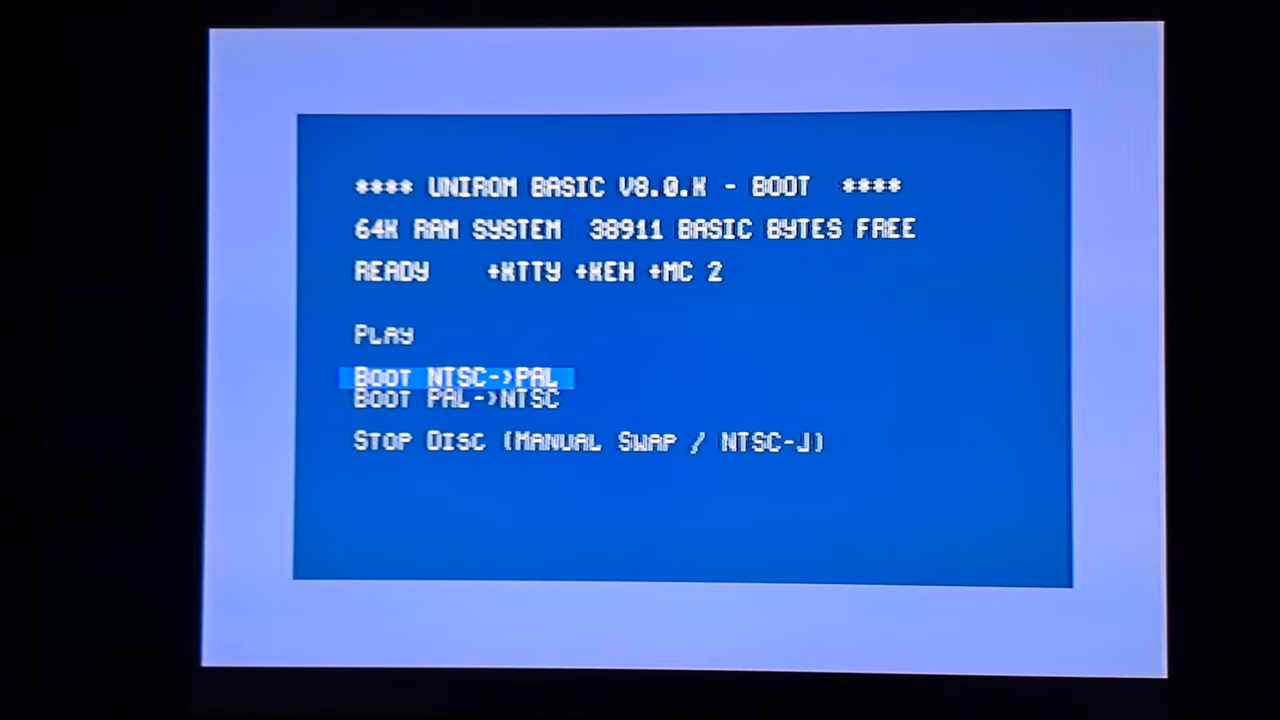 **** UNIROM BASIC V8.0.K - BOOT ****
64K RAM SYSTEM 38911 BASIC BYTES FREE
READY +KTTY +KEH +MC 2
PLAY
BOOT NTSC->PAL
BOOT PAL->NTSC
STOP DISC (MANUAL SWAP / NTSC-J)